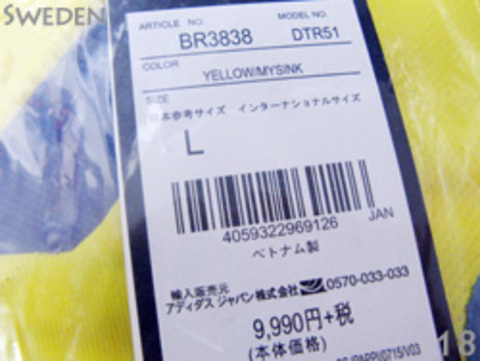 SWEDEN
ARTICLE NO. MODEL NO.
BR3838 DTR51
COLOR
YELLOW/MYSINK
SIZE
日本参考サイズ インターナショナルサイズ
L
4059322969126 JAN
ベトナム製
輸入販売元
アディダス ジャパン株式会社 0570-033-033
9,990円+税
(本体価格)
18